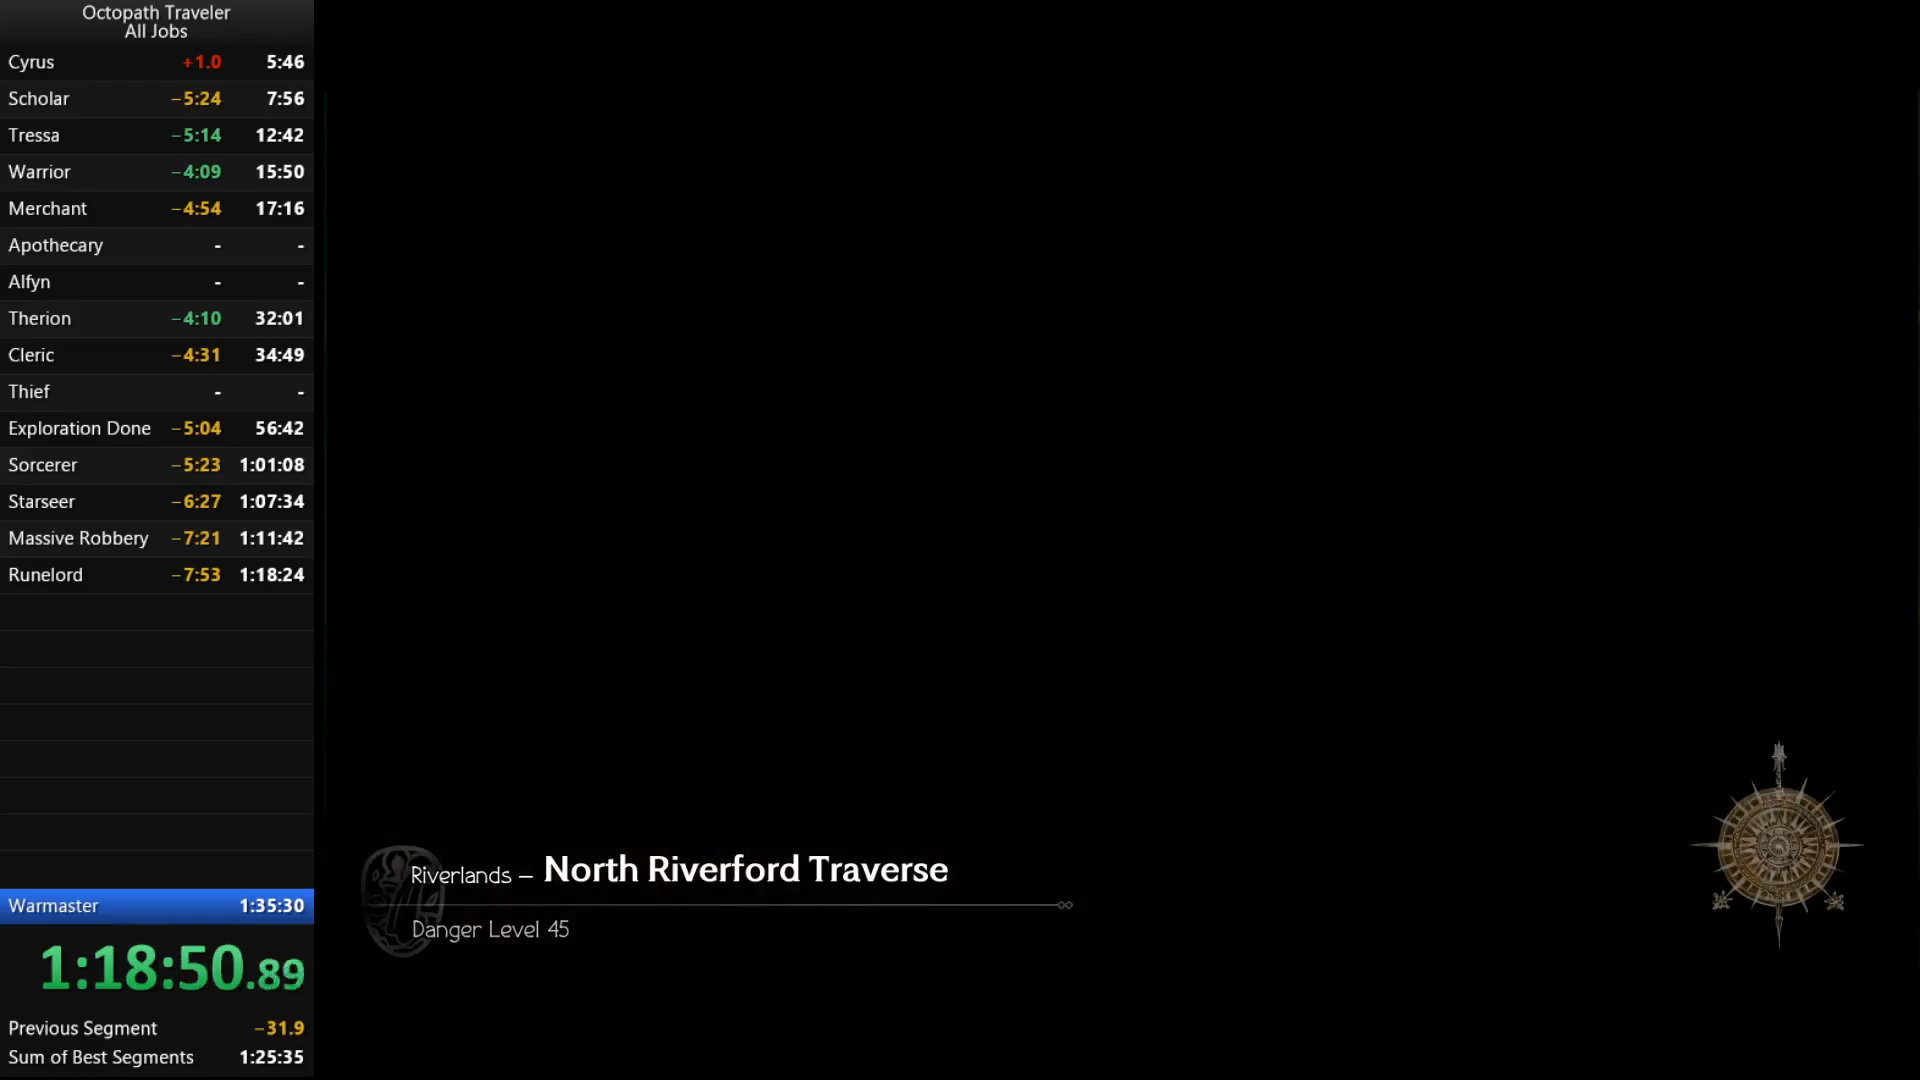 Octopath Traveler
All Jobs
Cyrus +1.0 5:46
Scholar −5:24 7:56
Tressa −5:14 12:42
Warrior −4:09 15:50
Merchant −4:54 17:16
Apothecary - -
Alfyn - -
Therion −4:10 32:01
Cleric −4:31 34:49
Thief - -
Exploration Done −5:04 56:42
Sorcerer −5:23 1:01:08
Starseer −6:27 1:07:34
Massive Robbery −7:21 1:11:42
Runelord −7:53 1:18:24
Warmaster 1:35:30
1:18:50.89
Previous Segment −31.9
Sum of Best Segments 1:25:35
Riverlands – North Riverford Traverse
Danger Level 45